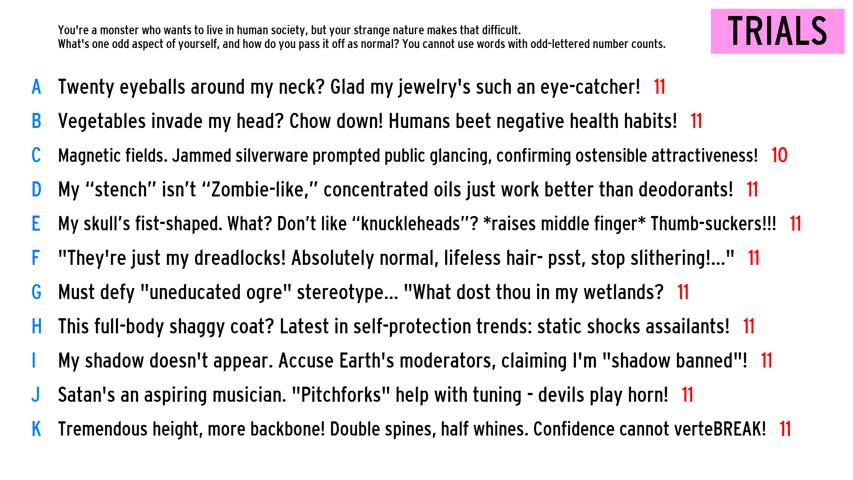 You're a monster who wants to live in human society, but your strange nature makes that difficult.
What's one odd aspect of yourself, and how do you pass it off as normal? You cannot use words with odd-lettered number counts.
TRIALS
A Twenty eyeballs around my neck? Glad my jewelry's such an eye-catcher! 11
B Vegetables invade my head? Chow down! Humans beet negative health habits! 11
C Magnetic fields. Jammed silverware prompted public glancing, confirming ostensible attractiveness! 10
D My “stench” isn’t “Zombie-like,” concentrated oils just work better than deodorants! 11
E My skull’s fist-shaped. What? Don’t like “knuckleheads”? *raises middle finger* Thumb-suckers!!! 11
F "They're just my dreadlocks! Absolutely normal, lifeless hair- psst, stop slithering!..." 11
G Must defy "uneducated ogre" stereotype... "What dost thou in my wetlands? 11
H This full-body shaggy coat? Latest in self-protection trends: static shocks assailants! 11
I My shadow doesn't appear. Accuse Earth's moderators, claiming I'm "shadow banned"! 11
J Satan's an aspiring musician. "Pitchforks" help with tuning - devils play horn! 11
K Tremendous height, more backbone! Double spines, half whines. Confidence cannot verteBREAK! 11